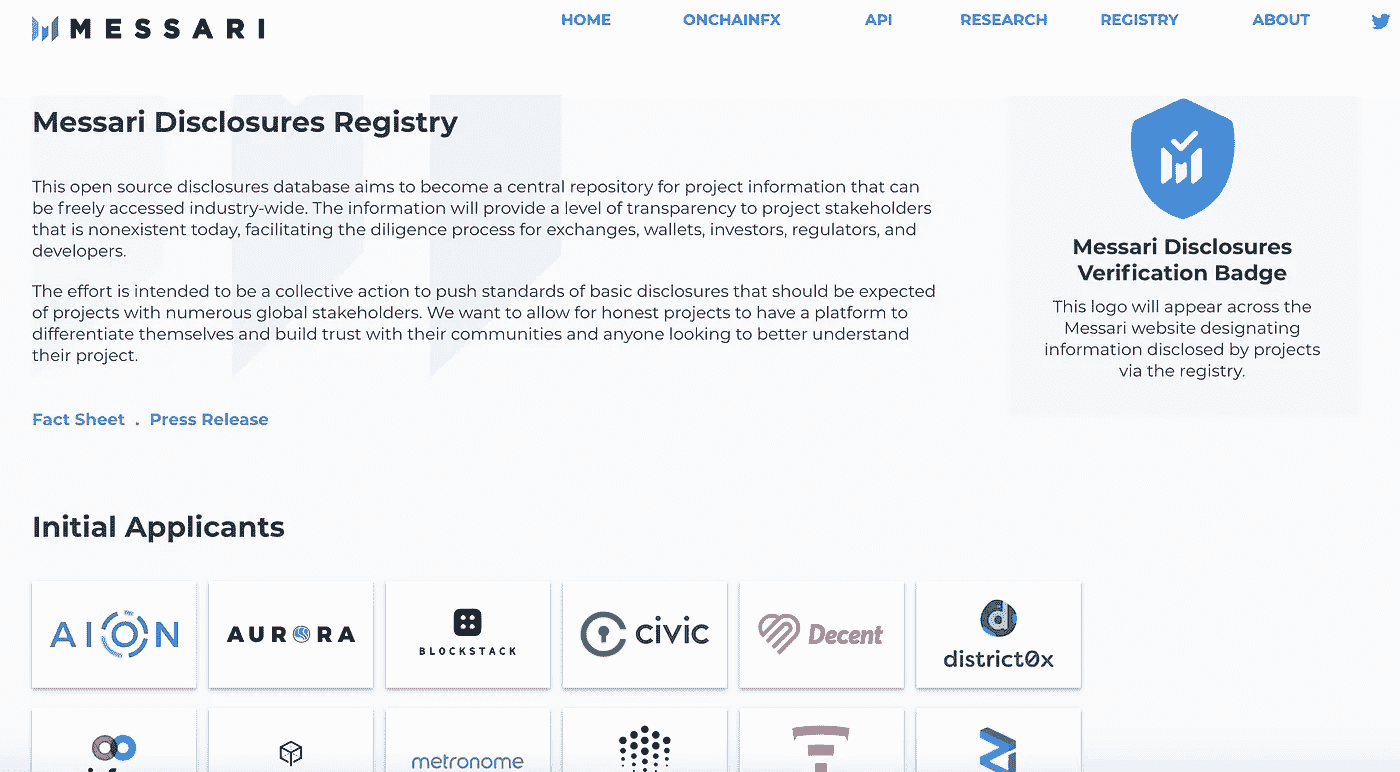 MESSARI
HOME ONCHAINFX API RESEARCH REGISTRY ABOUT
Messari Disclosures Registry
This open source disclosures database aims to become a central repository for project information that can
be freely accessed industry-wide. The information will provide a level of transparency to project stakeholders
that is nonexistent today, facilitating the diligence process for exchanges, wallets, investors, regulators, and
developers.
The effort is intended to be a collective action to push standards of basic disclosures that should be expected
of projects with numerous global stakeholders. We want to allow for honest projects to have a platform to
differentiate themselves and build trust with their communities and anyone looking to better understand
their project.
Fact Sheet . Press Release
Messari Disclosures
Verification Badge
This logo will appear across the
Messari website designating
information disclosed by projects
via the registry.
Initial Applicants
AION
AURORA
BLOCKSTACK
civic
Decent
district0x
metronome